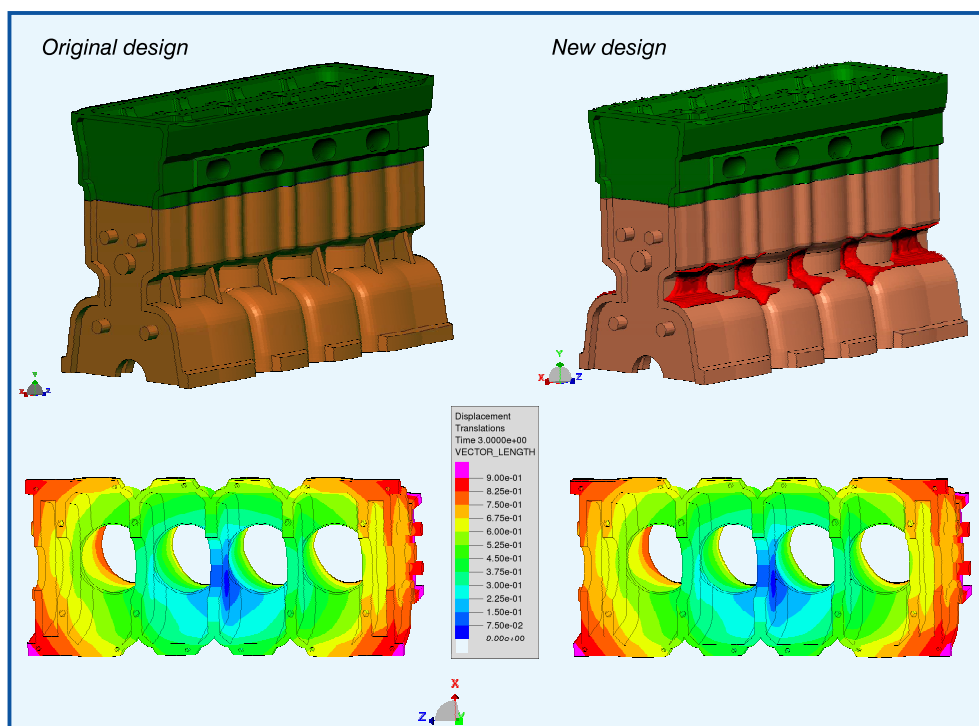 Original design
New design
Y
X
Z
Y
X
Z
Displacement
Translations
Time 3.0000e+00
VECTOR_LENGTH
9.00e-01
8.25e-01
7.50e-01
6.75e-01
6.00e-01
5.25e-01
4.50e-01
3.75e-01
3.00e-01
2.25e-01
1.50e-01
7.50e-02
0.00e+00
X
Z
Y